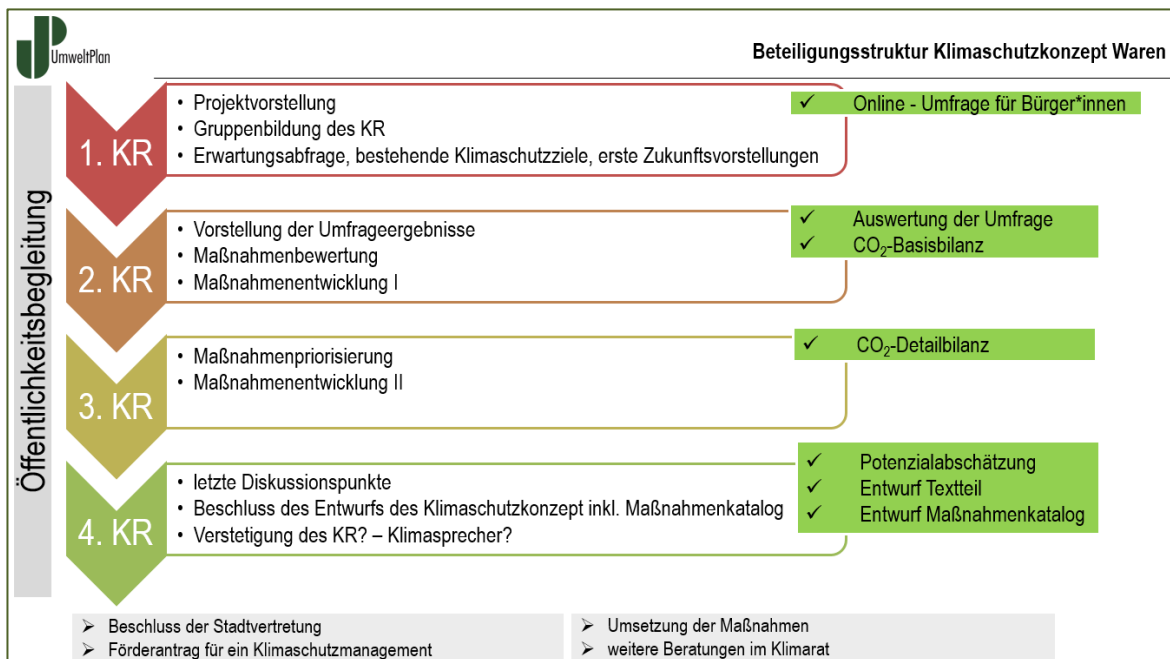 UmweltPlan
Beteiligungsstruktur Klimaschutzkonzept Waren
Öffentlichkeitsbegleitung
1. KR
• Projektvorstellung
• Gruppenbildung des KR
• Erwartungsabfrage, bestehende Klimaschutzziele, erste Zukunftsvorstellungen
✓ Online - Umfrage für Bürger*innen
2. KR
• Vorstellung der Umfrageergebnisse
• Maßnahmenbewertung
• Maßnahmenentwicklung I
✓ Auswertung der Umfrage
✓ CO₂-Basisbilanz
3. KR
• Maßnahmenpriorisierung
• Maßnahmenentwicklung II
✓ CO₂-Detailbilanz
4. KR
• letzte Diskussionspunkte
• Beschluss des Entwurfs des Klimaschutzkonzept inkl. Maßnahmenkatalog
• Verstetigung des KR? – Klimasprecher?
✓ Potenzialabschätzung
✓ Entwurf Textteil
✓ Entwurf Maßnahmenkatalog
➢ Beschluss der Stadtvertretung
➢ Förderantrag für ein Klimaschutzmanagement
➢ Umsetzung der Maßnahmen
➢ weitere Beratungen im Klimarat